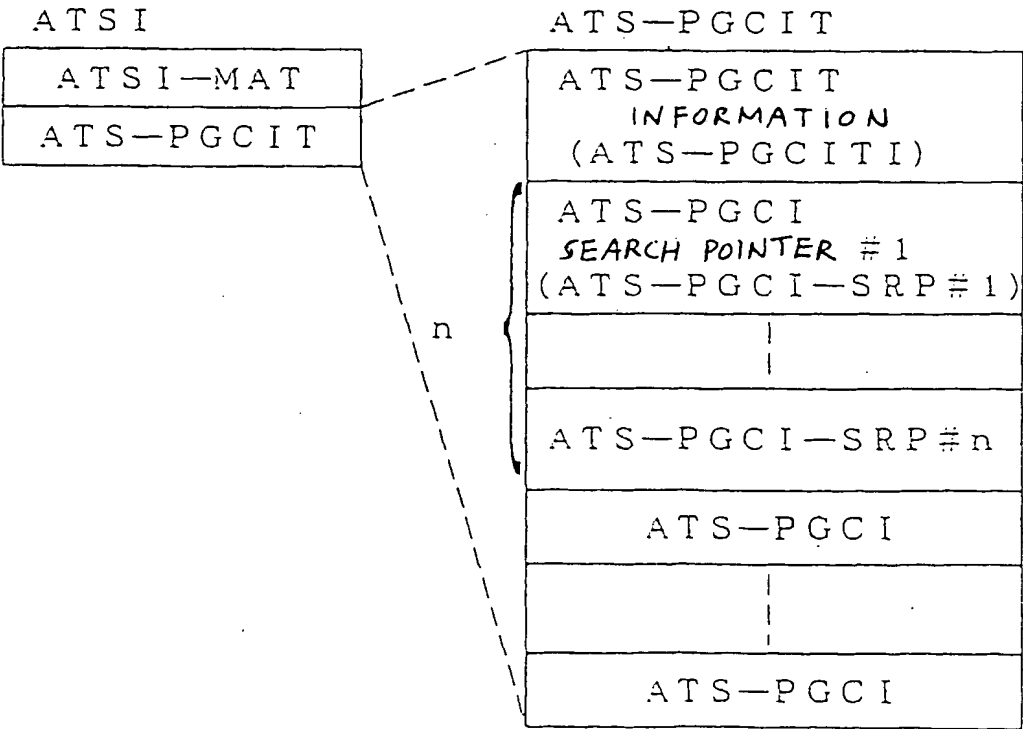 ATSI
ATSI—MAT
ATS—PGCIT
ATS—PGCIT
ATS—PGCIT
INFORMATION
(ATS—PGCITI)
n
ATS—PGCI
SEARCH POINTER #1
(ATS—PGCI—SRP#1)
ATS—PGCI—SRP#n
ATS—PGCI
ATS—PGCI